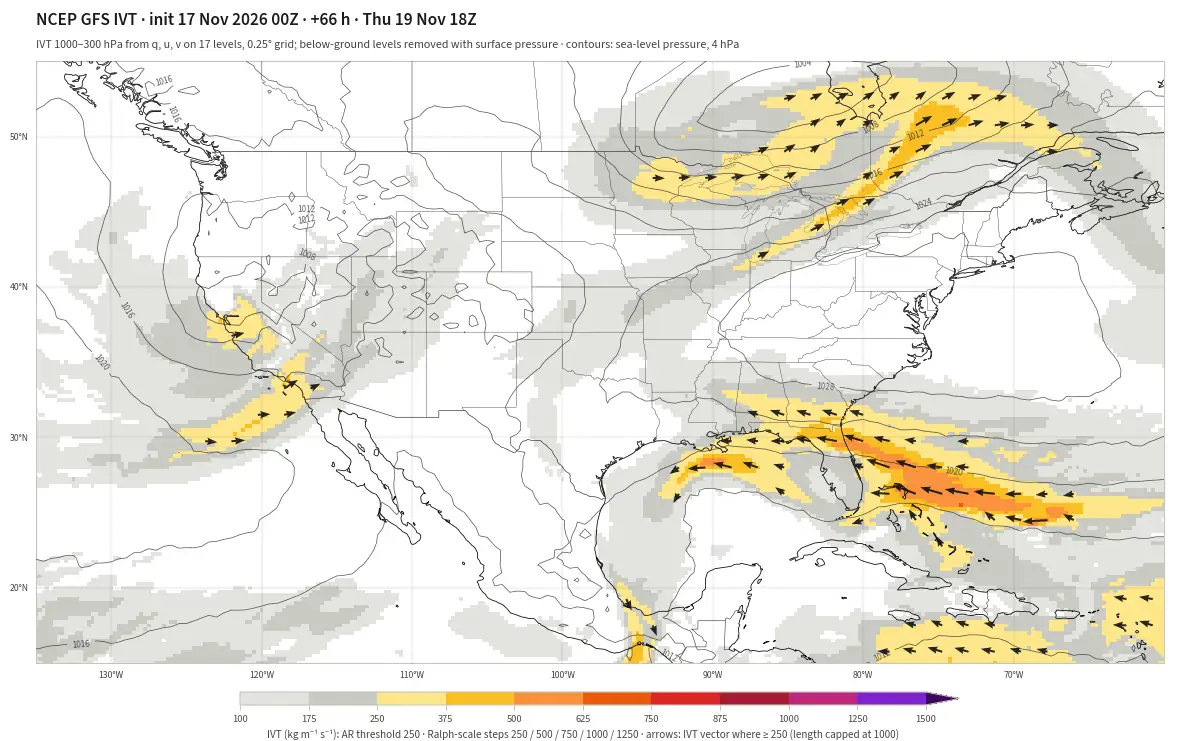 NCEP GFS IVT · init 17 Nov 2026 00Z · +66 h · Thu 19 Nov 18Z
IVT 1000–300 hPa from q, u, v on 17 levels, 0.25° grid; below-ground levels removed with surface pressure · contours: sea-level pressure, 4 hPa
1004
1016
1016
1008
1012
1016
1024
1012
1012
1008
1016
1020
1028
1020
1016
1012
50°N
40°N
30°N
20°N
130°W
120°W
110°W
100°W
90°W
80°W
70°W
100
175
250
375
500
625
750
875
1000
1250
1500
IVT (kg m⁻¹ s⁻¹): AR threshold 250 · Ralph-scale steps 250 / 500 / 750 / 1000 / 1250 · arrows: IVT vector where ≥ 250 (length capped at 1000)